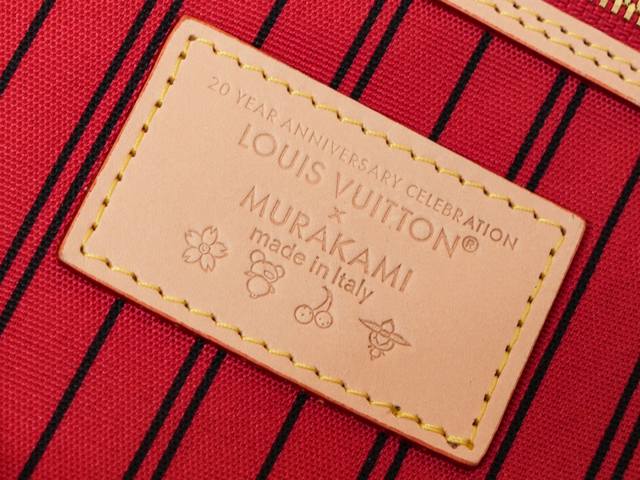 20 YEAR ANNIVERSARY CELEBRATION
LOUIS VUITTON®
×
MURAKAMI
made in Italy